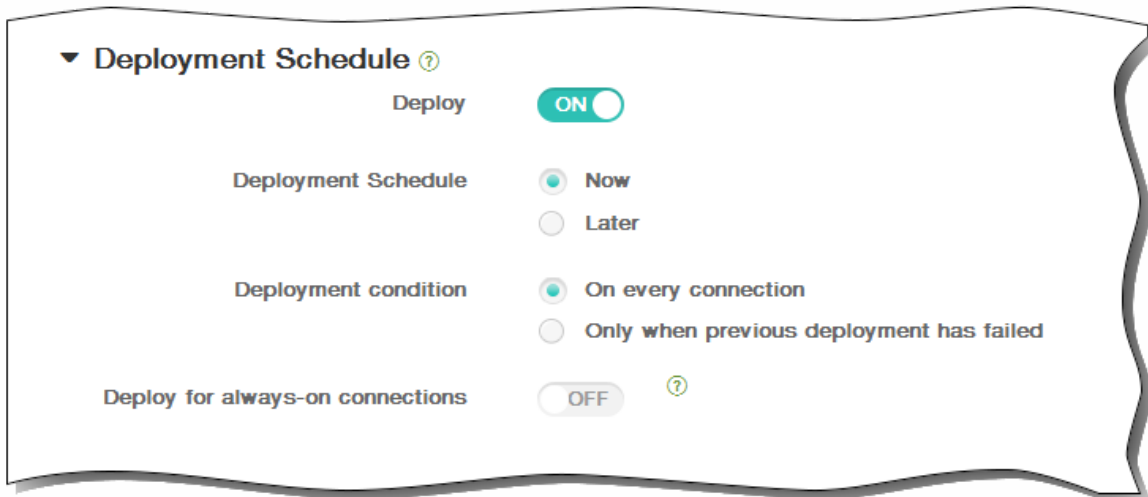 Deployment Schedule ?
Deploy ON
Deployment Schedule Now
Later
Deployment condition On every connection
Only when previous deployment has failed
Deploy for always-on connections OFF ?